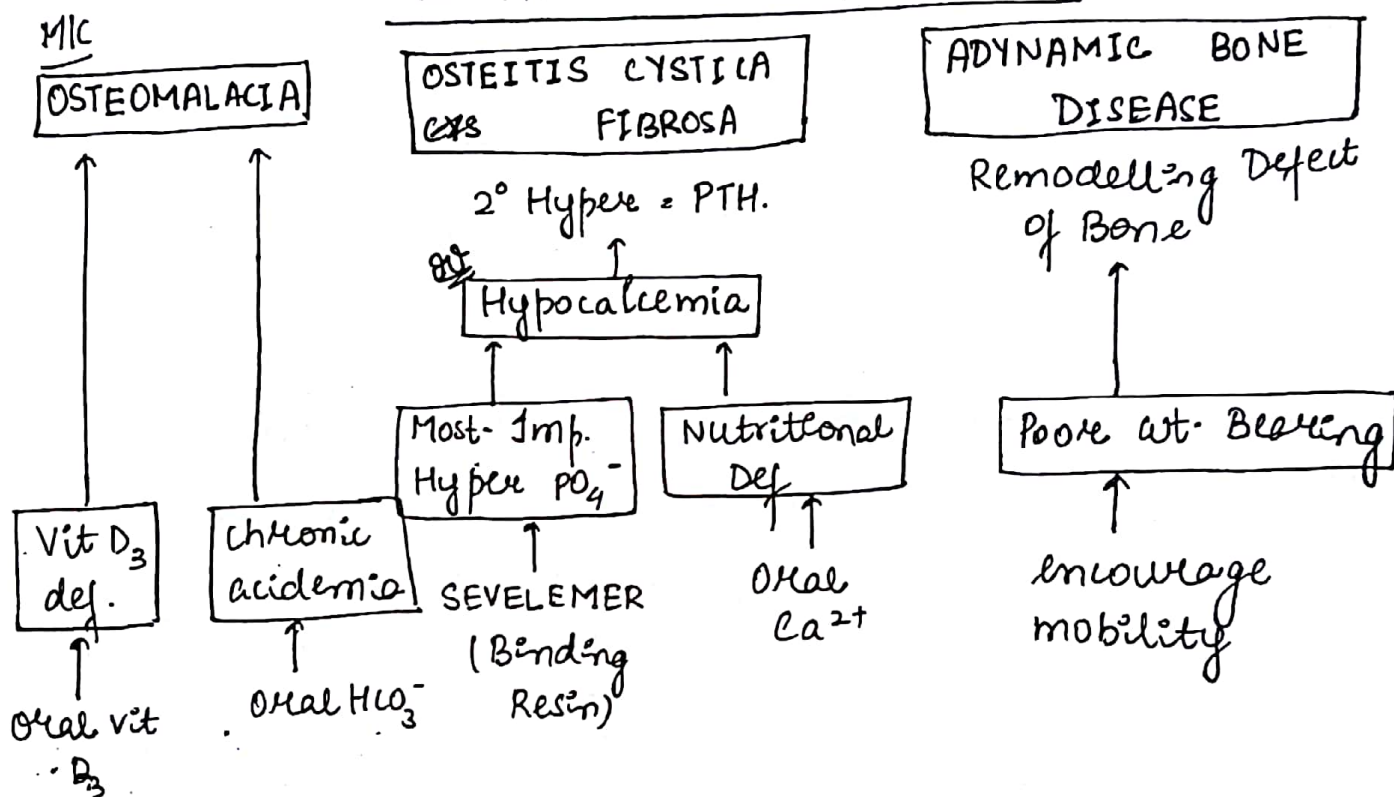 MIC
OSTEOMALACIA
OSTEITIS CYSTICA
FIBROSA
2° Hyper = PTH.
Hypocalcemia
Most- Imp.
Hyper PO4-
SEVELEMER
(Binding
Resin)
Nutritional
Def
Oral
Ca2+
ADYNAMIC BONE
DISEASE
Remodelling Defect
of Bone
Poor wt. Bearing
encourage
mobility
Vit D3
def.
Oral vit
D3
Chronic
acidemia
Oral HCO3-